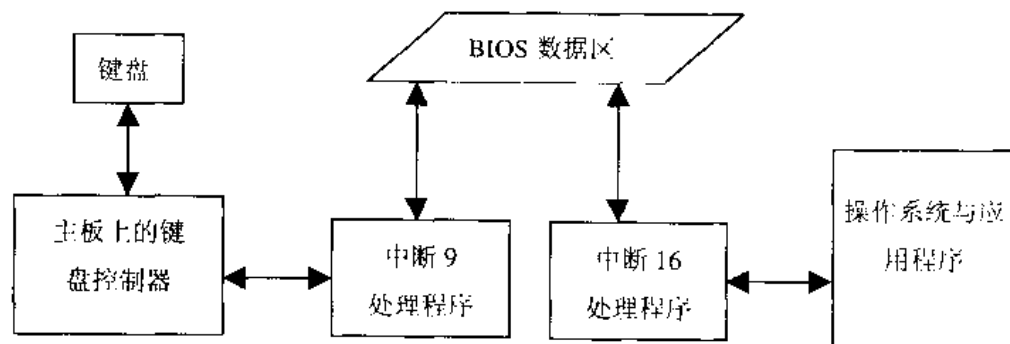 键盘
BIOS 数据区
主板上的键
盘控制器
中断 9
处理程序
中断 16
处理程序
操作系统与应
用程序